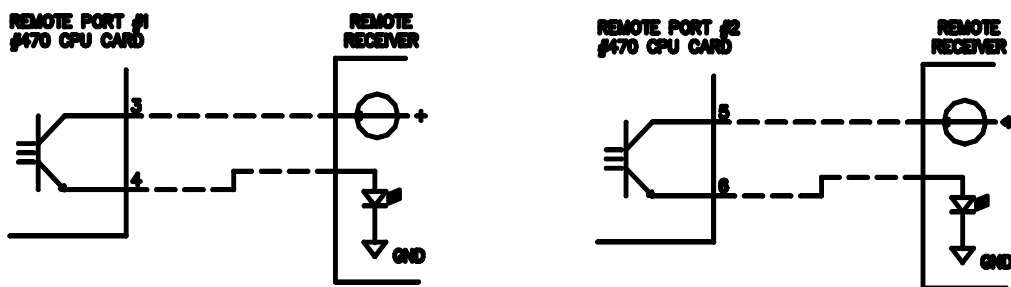 REMOTE PORT #1
#470 CPU CARD
REMOTE
RECEIVER
3
+
4
GND
REMOTE PORT #2
#470 CPU CARD
REMOTE
RECEIVER
5
6
GND